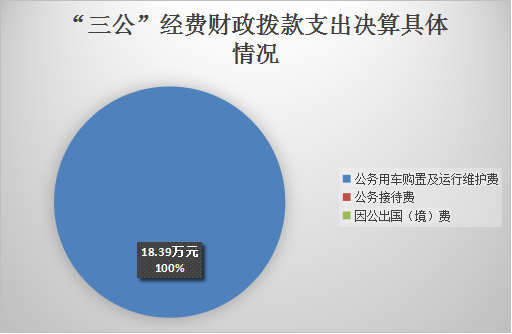 “三公”经费财政拨款支出决算具体
情况
18.39万元
100%
公务用车购置及运行维护费
公务接待费
因公出国（境）费